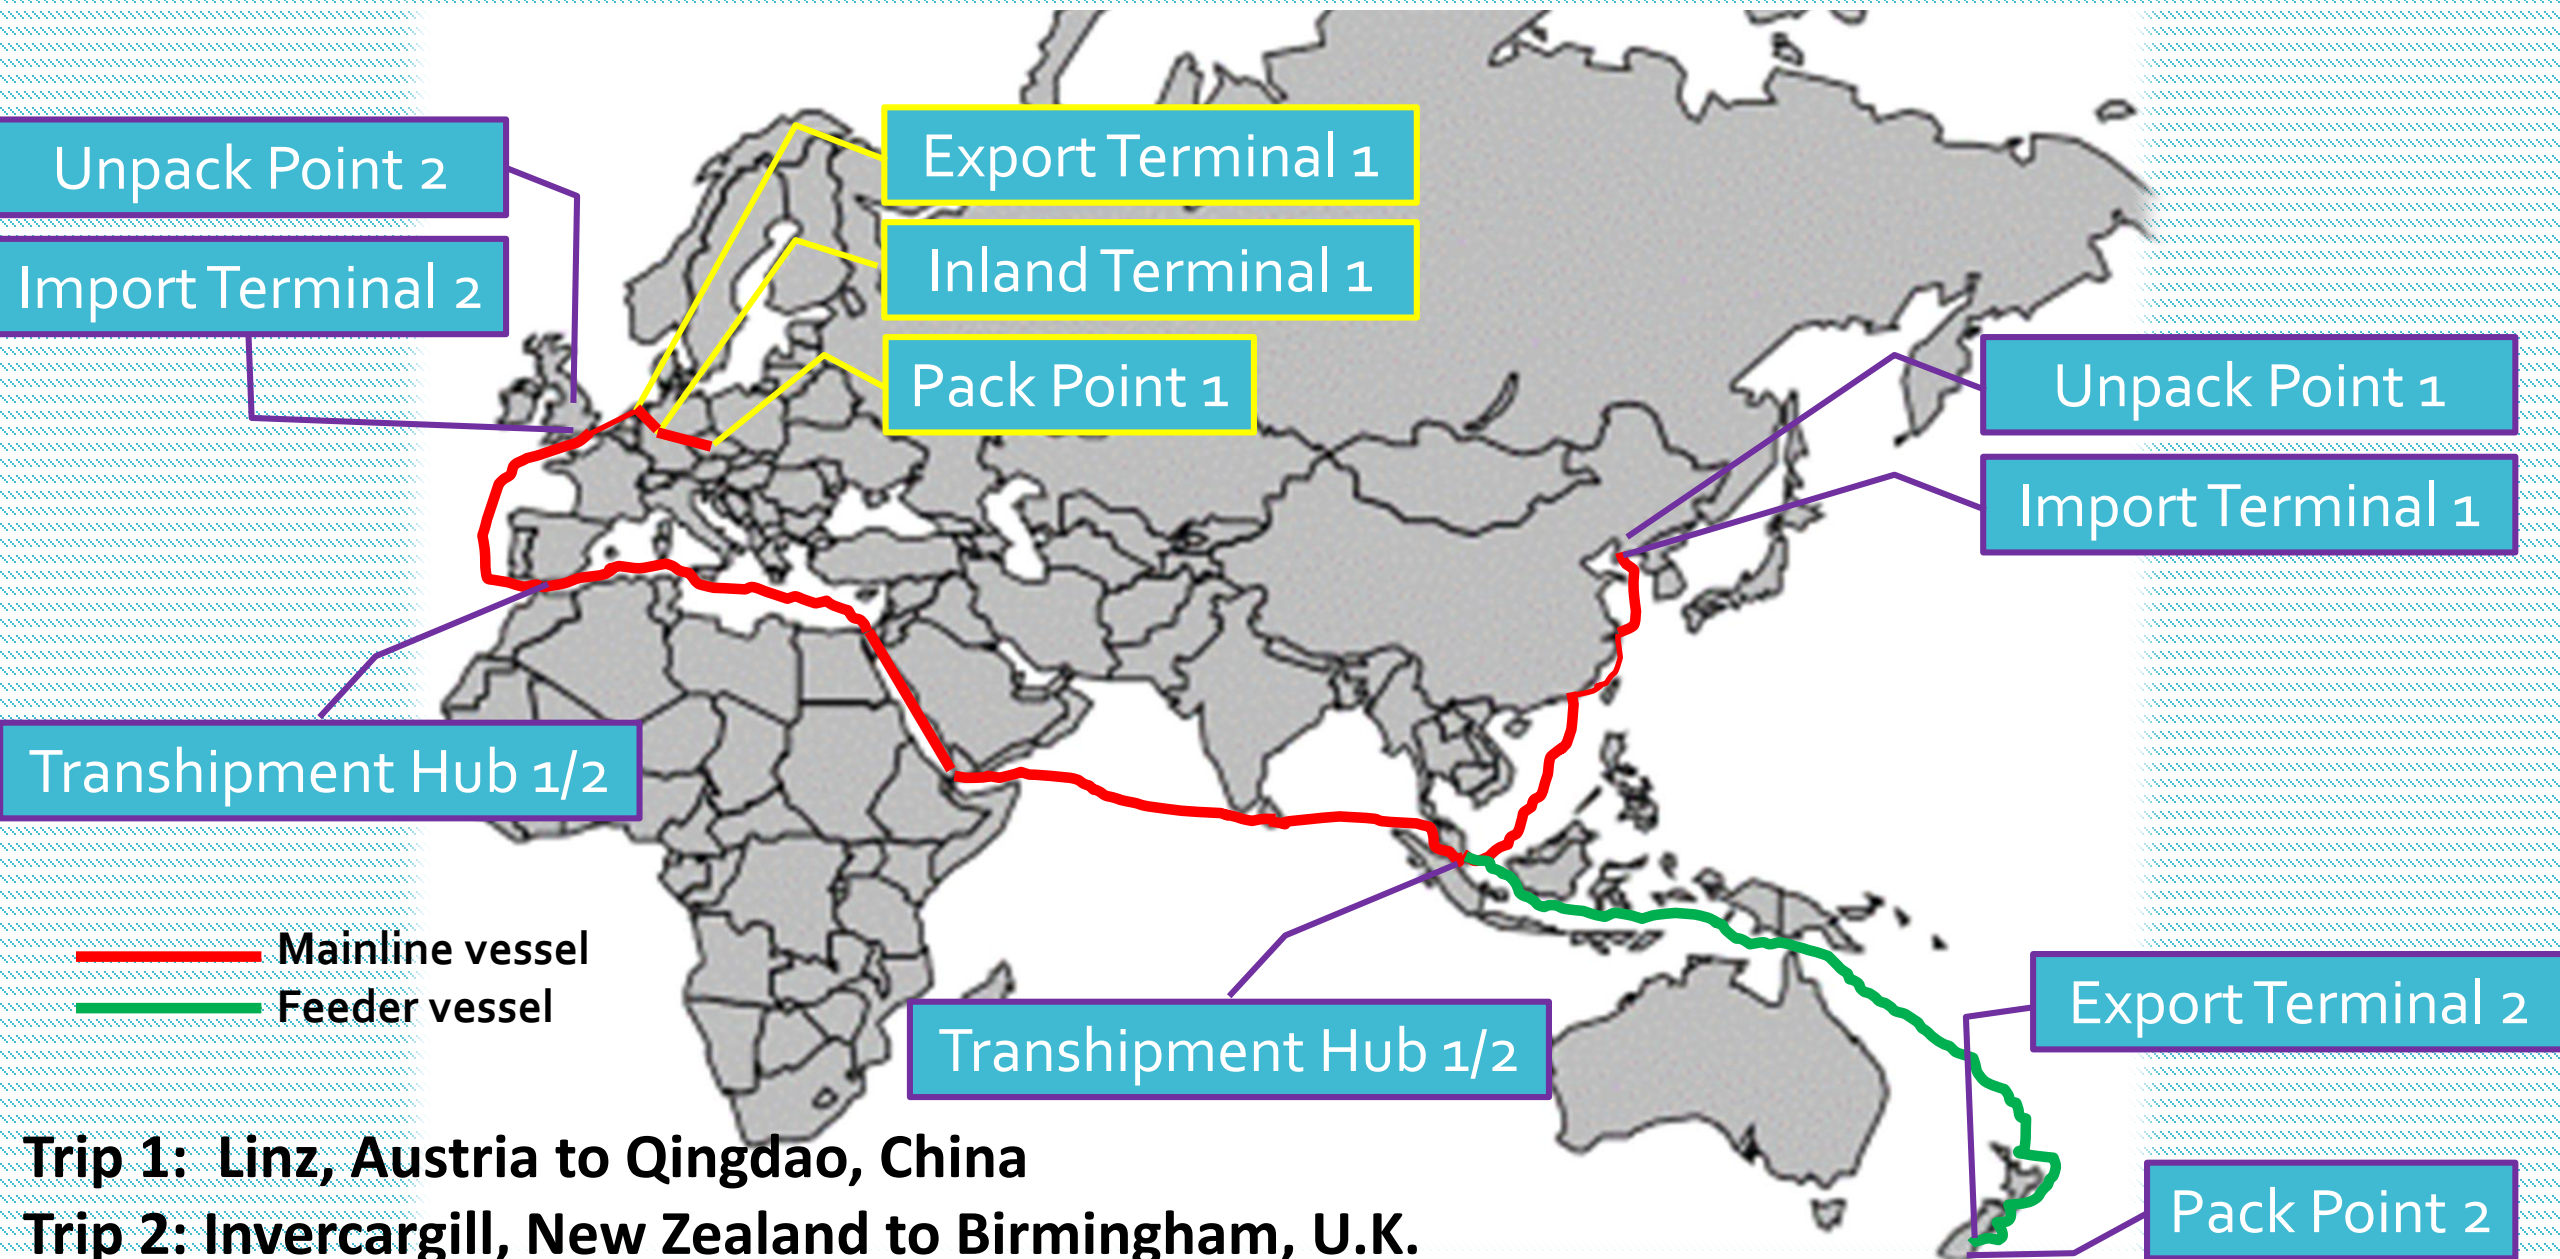 Export Terminal 1
Unpack Point 2
Inland Terminal 1
Import Terminal 2
Pack Point 1
Unpack Point 1
Import Terminal 1
Transhipment Hub 1/2
Mainline vessel
Feeder vessel
Transhipment Hub 1/2
Export Terminal 2
Pack Point 2
Trip 1: Linz, Austria to Qingdao, China
Trip 2: Invercargill, New Zealand to Birmingham, U.K.